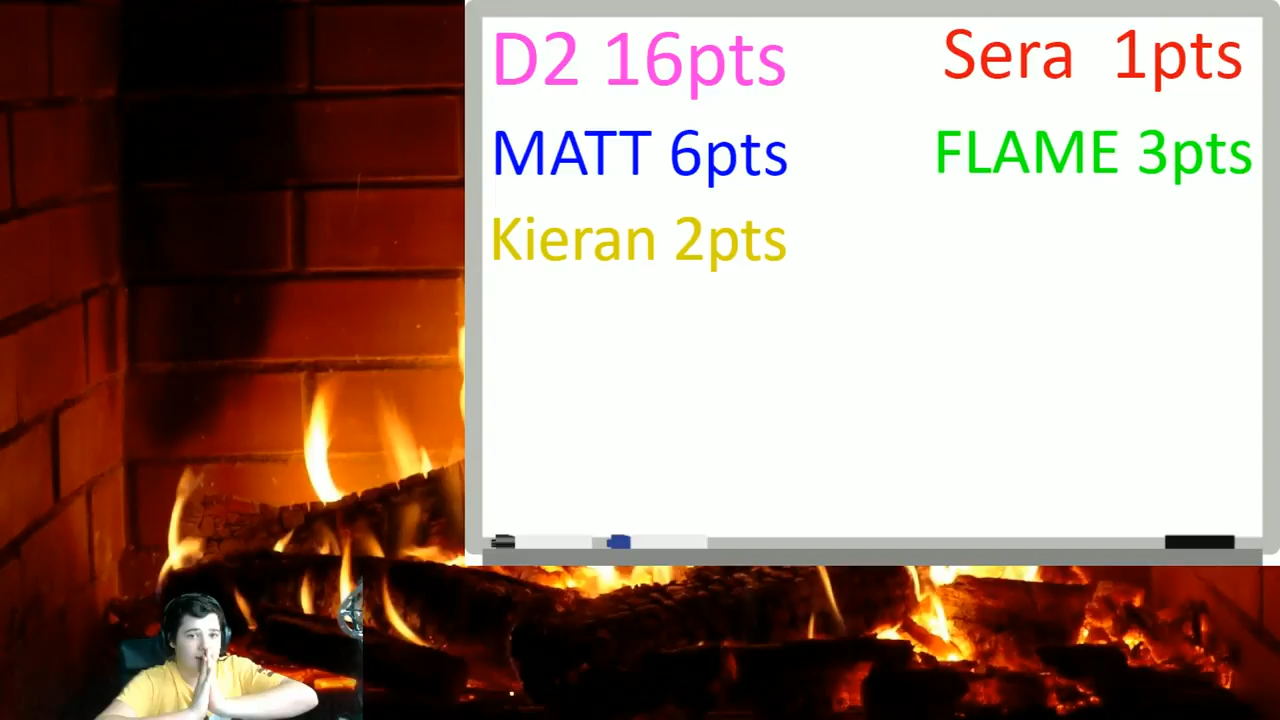 D2 16pts
Sera 1pts
MATT 6pts
FLAME 3pts
Kieran 2pts